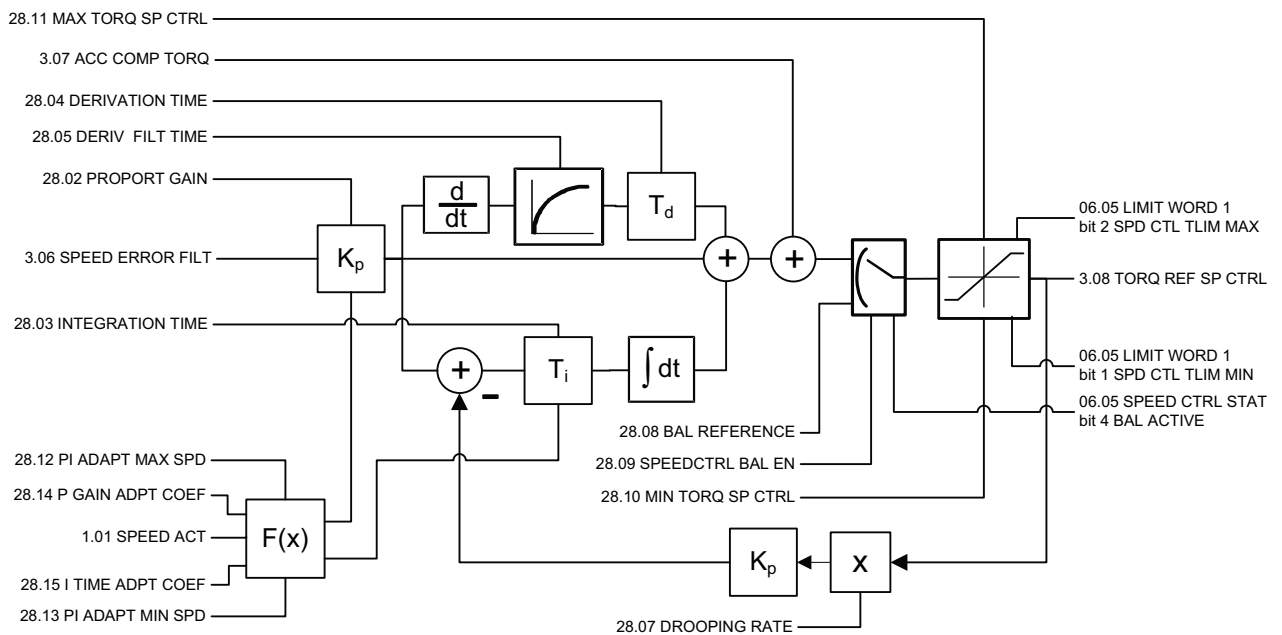 28.11 MAX TORQ SP CTRL
3.07 ACC COMP TORQ
28.04 DERIVATION TIME
28.05 DERIV FILT TIME
28.02 PROPORT GAIN
d
dt
Td
06.05 LIMIT WORD 1
bit 2 SPD CTL TLIM MAX
3.06 SPEED ERROR FILT
Kp
+
+
3.08 TORQ REF SP CTRL
28.03 INTEGRATION TIME
+
-
Ti
∫ dt
06.05 LIMIT WORD 1
bit 1 SPD CTL TLIM MIN
06.05 SPEED CTRL STAT
bit 4 BAL ACTIVE
28.08 BAL REFERENCE
28.09 SPEEDCTRL BAL EN
28.10 MIN TORQ SP CTRL
28.12 PI ADAPT MAX SPD
28.14 P GAIN ADPT COEF
1.01 SPEED ACT
F(x)
28.15 I TIME ADPT COEF
28.13 PI ADAPT MIN SPD
Kp
x
28.07 DROOPING RATE